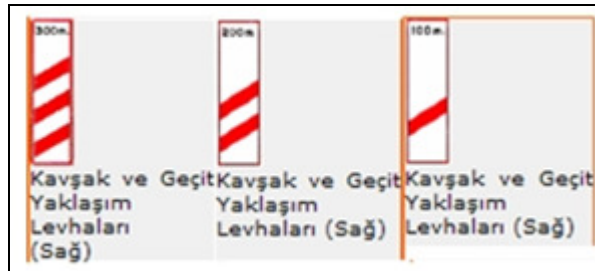 300m.
Kavşak ve Geçit
Yaklaşım
Levhaları
(Sağ)
200m
Kavşak ve Geçit
Yaklaşım
Levhaları (Sağ)
100m.
Kavşak ve Geçit
Yaklaşım
Levhaları (Sağ)